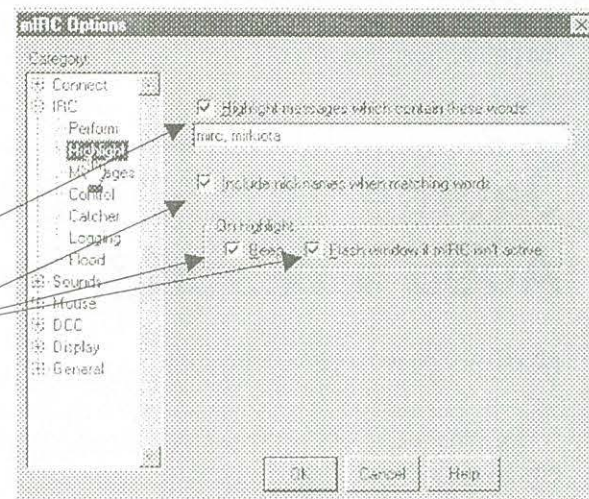 mIRC Options
Category:
Connect
IRC
Perform
Highlight
Messages
Control
Catcher
Logging
Flood
Sounds
Mouse
DCC
Display
General
Highlight messages which contain these words:
mirc,
Include nicknames when matching words
On highlight
Beep
Flash window if mIRC isn't active
OK
Cancel
Help